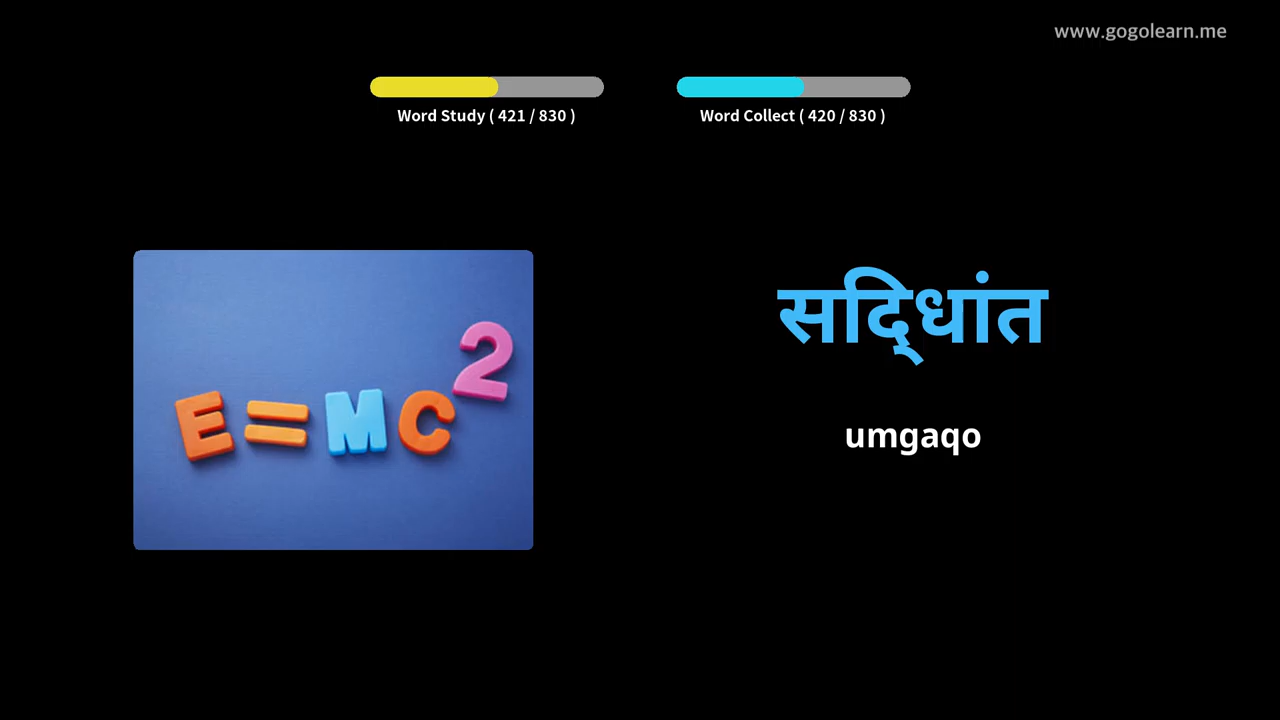 www.gogolearn.me
Word Study ( 421 / 830 )
Word Collect ( 420 / 830 )
E=MC²
सद्धिांत
umgaqo